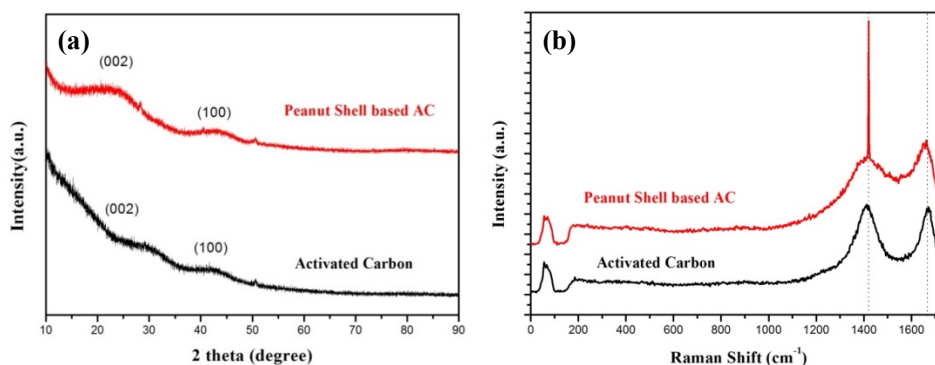 (a)
(002)
(100)
Peanut Shell based AC
(002)
(100)
Activated Carbon
Intensity(a.u.)
10 20 30 40 50 60 70 80 90
2 theta (degree)
(b)
Peanut Shell based AC
Activated Carbon
Intensity (a.u.)
0 200 400 600 800 1000 1200 1400 1600
Raman Shift (cm⁻¹)